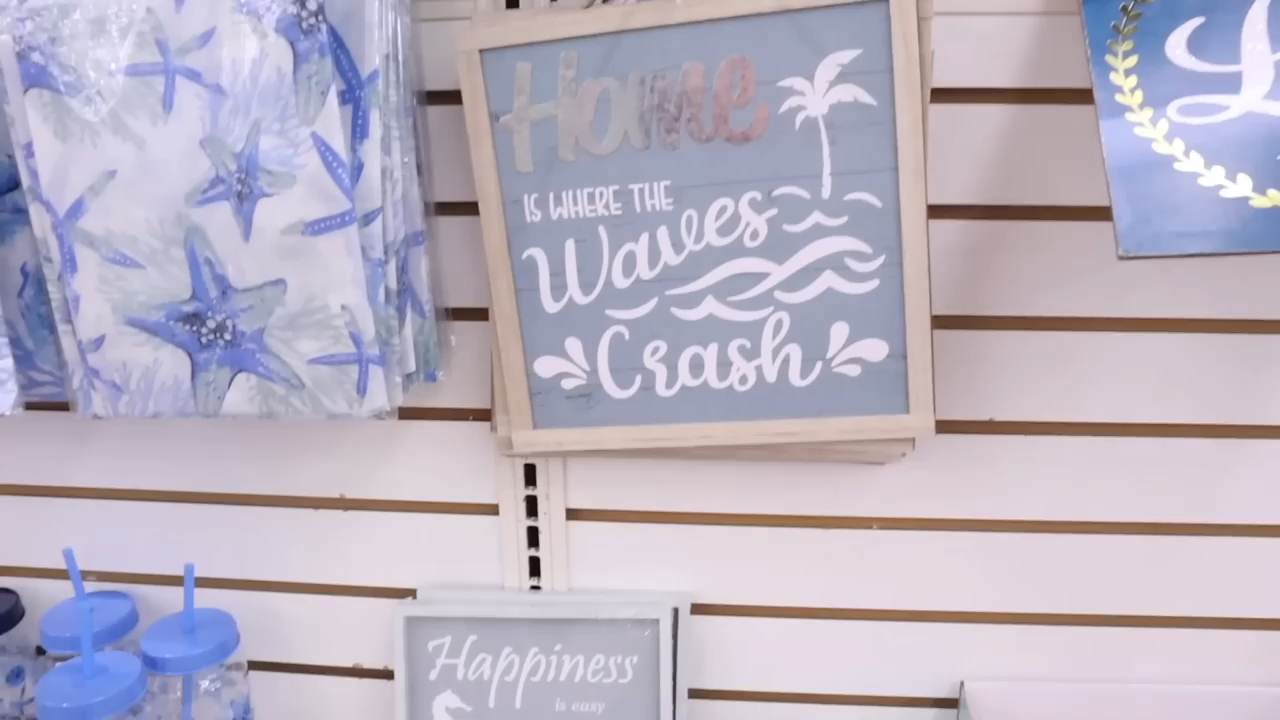 Home
IS WHERE THE
Waves
Crash
Happiness
is easy